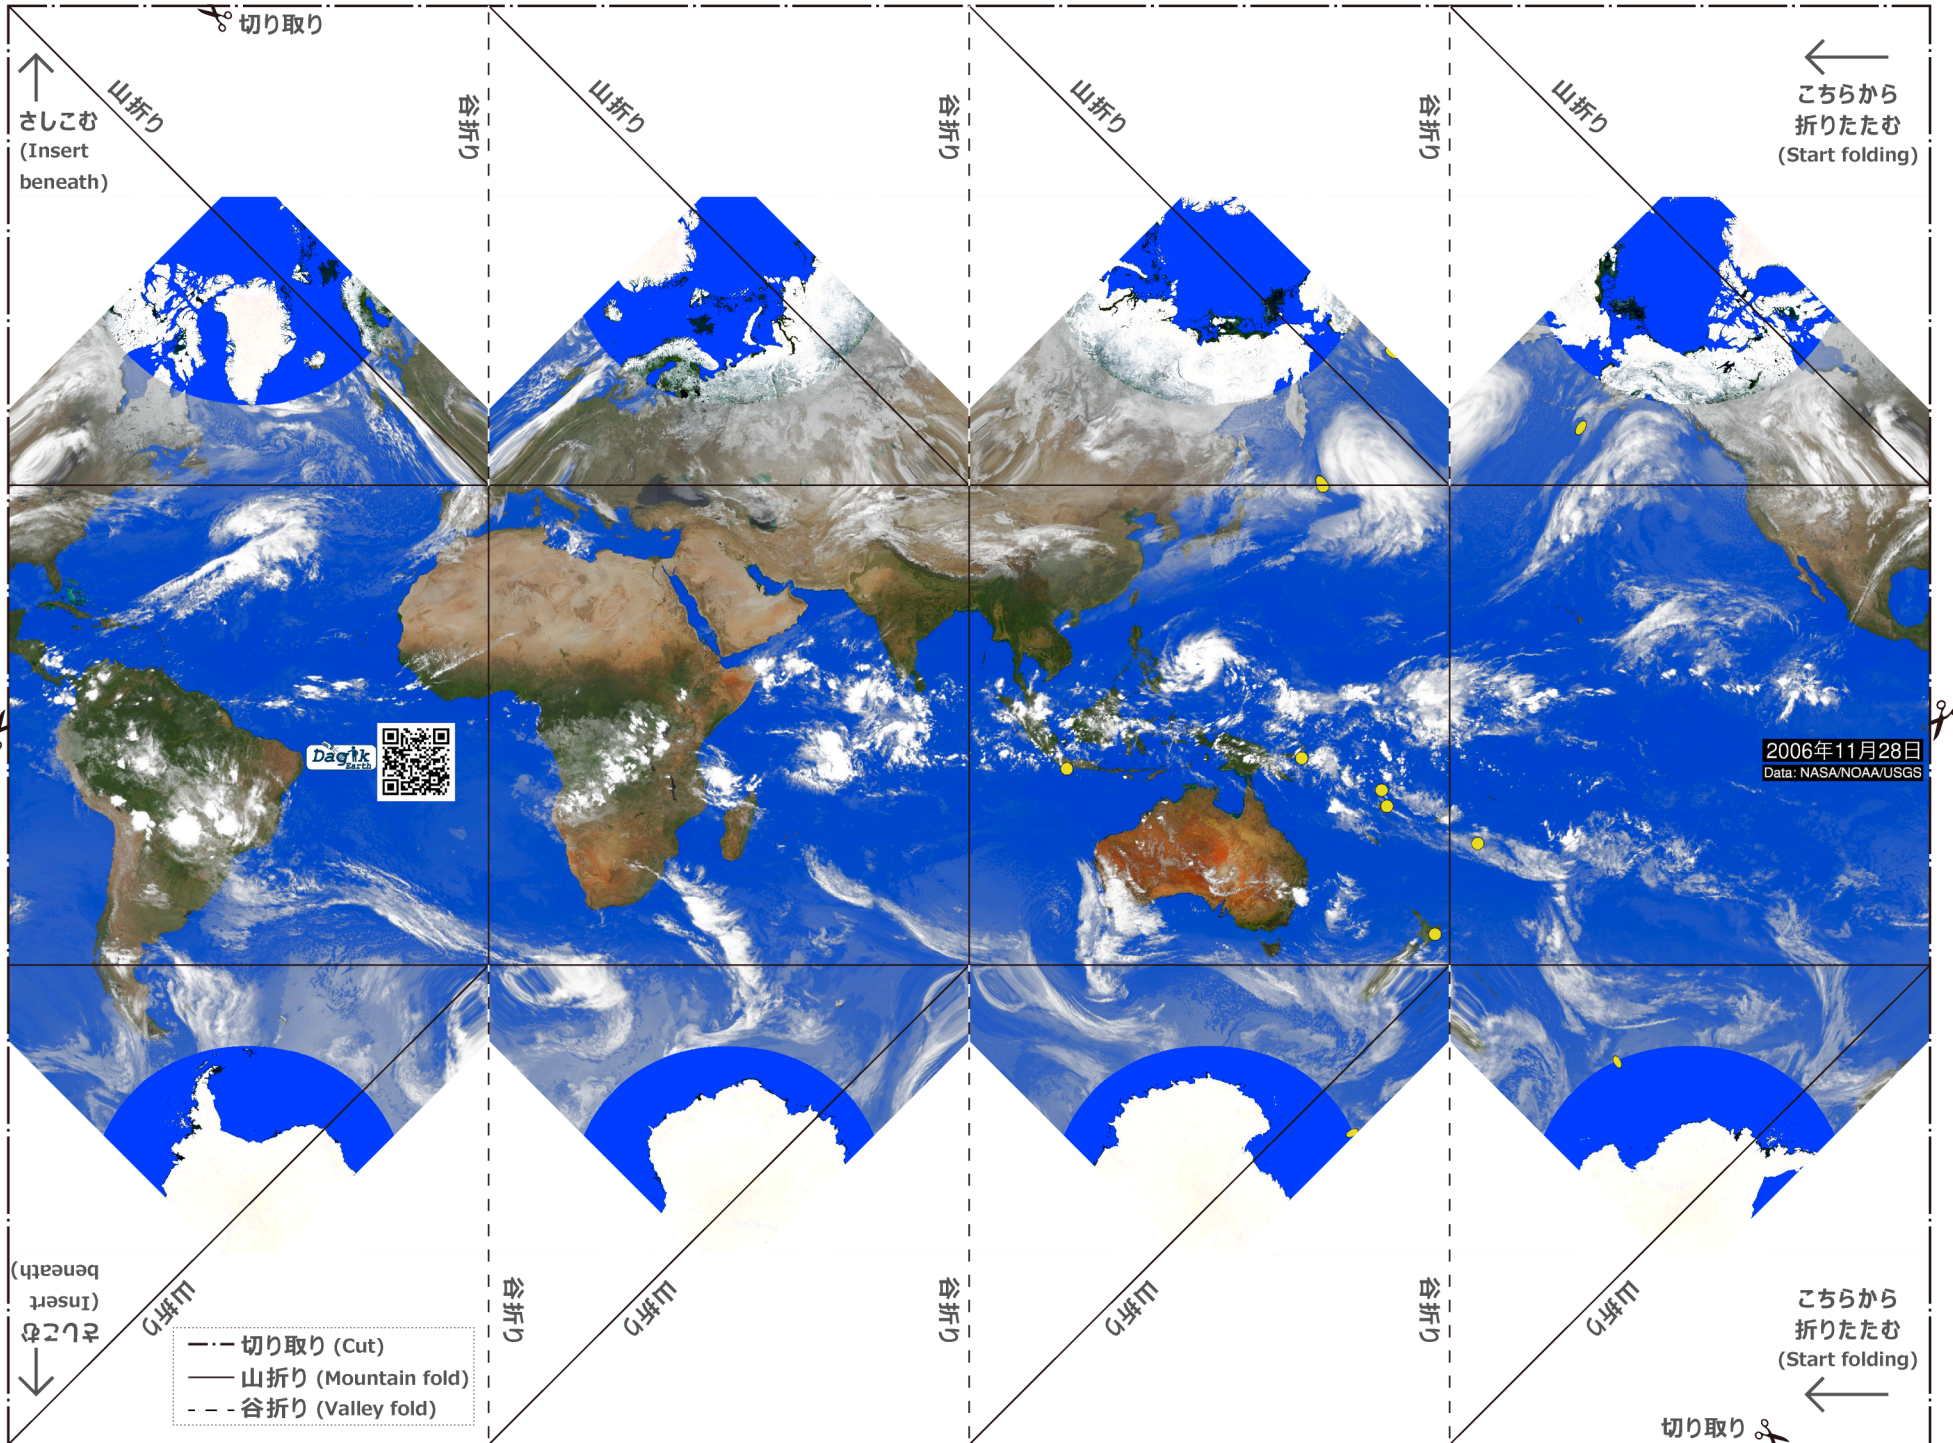 切り取り
山折り
谷折り
山折り
谷折り
山折り
谷折り
山折り
さしこむ
(Insert
beneath)
こちらから
折りたたむ
(Start folding)
Dagik
Earth
2006年11月28日
Data: NASA/NOAA/USGS
さしこむ
(Insert
beneath)
山折り
谷折り
山折り
谷折り
山折り
谷折り
山折り
こちらから
折りたたむ
(Start folding)
切り取り (Cut)
山折り (Mountain fold)
谷折り (Valley fold)
切り取り